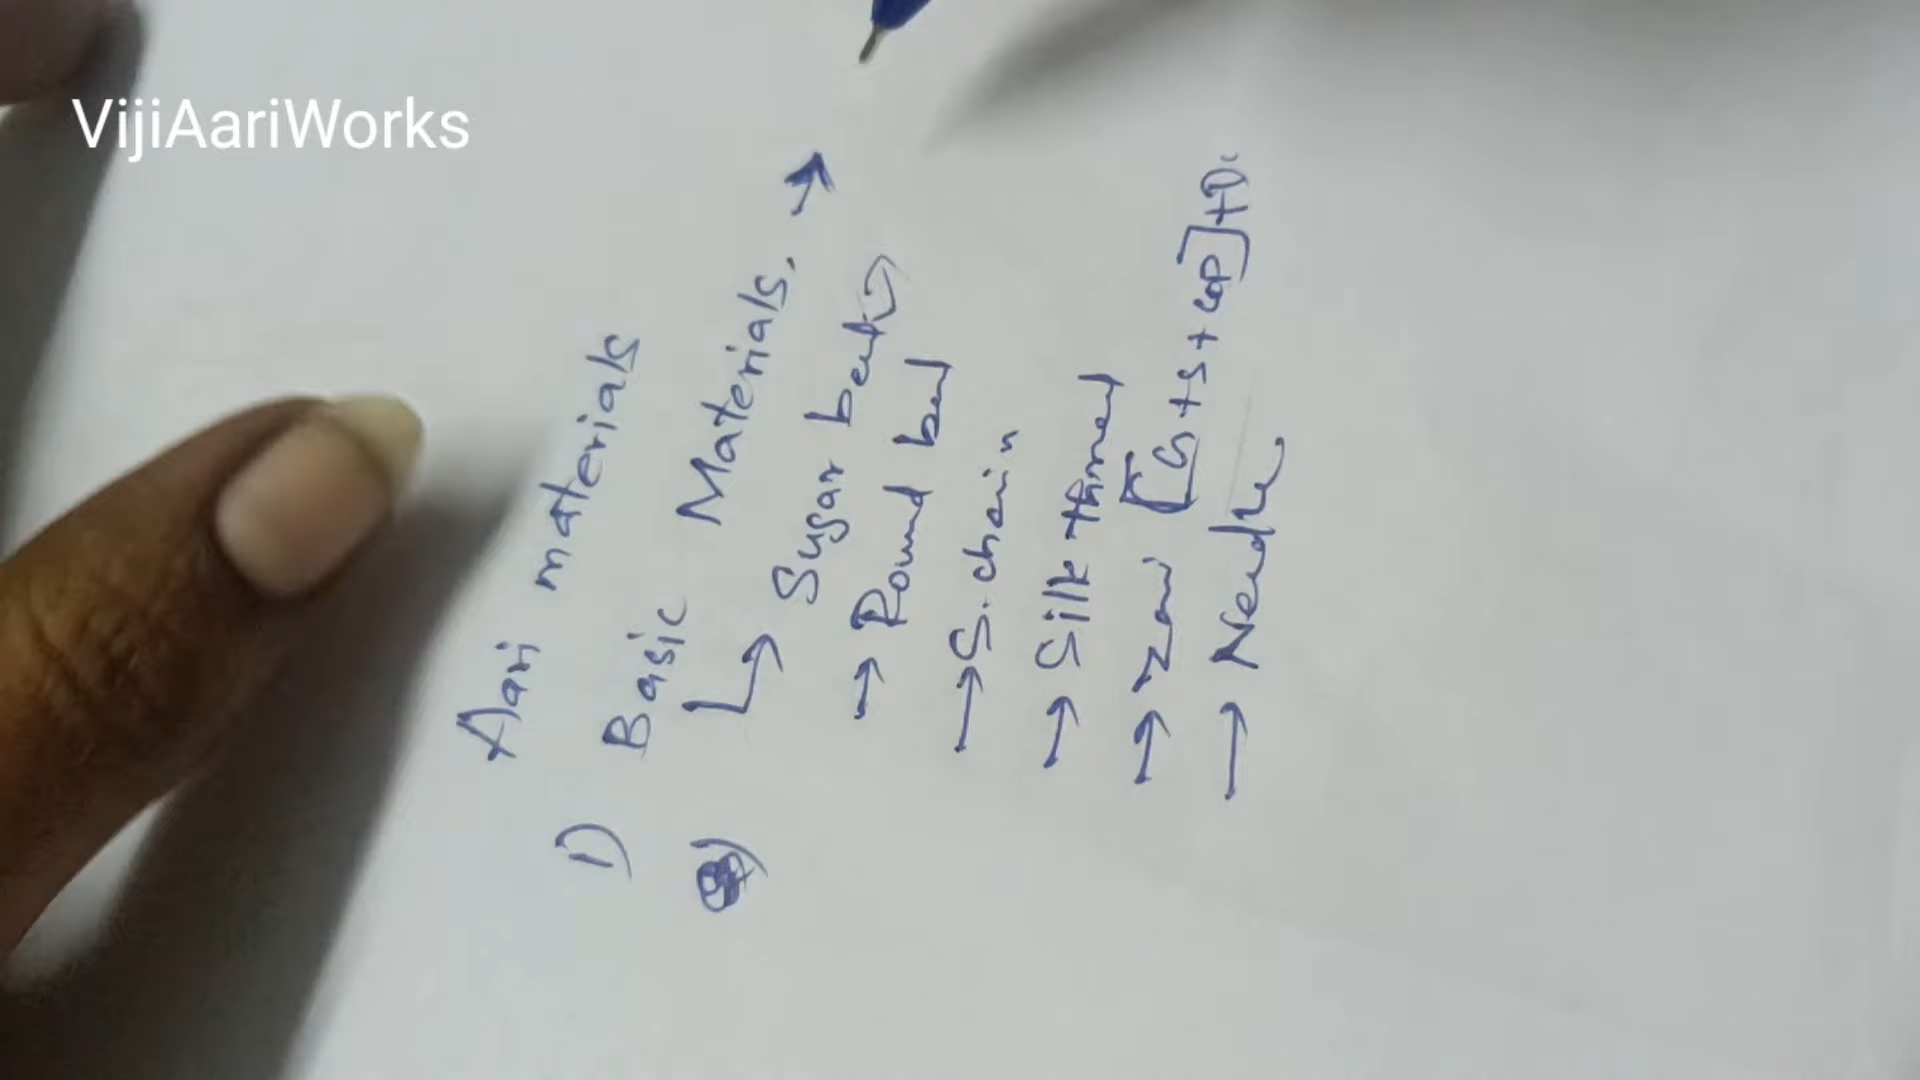 VijiAariWorks
Aari materials
1) Basic Materials. →
↳ Sugar beads
→ Round bead
→ S. chain
→ Silk thread
→ Zari [G+S+cop]+D
→ Needle